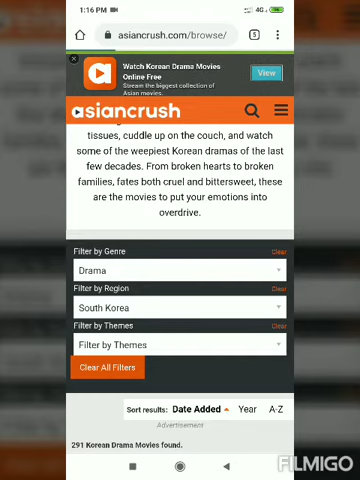 1:16 PM
4G
asiancrush.com/browse/
5
Watch Korean Drama Movies
Online Free
Stream the biggest collection of
Asian movies.
View
asiancrush
tissues, cuddle up on the couch, and watch
some of the weepiest Korean dramas of the last
few decades. From broken hearts to broken
families, fates both cruel and bittersweet, these
are the movies to put your emotions into
overdrive.
Filter by Genre Clear
Drama
Filter by Region Clear
South Korea
Filter by Themes Clear
Filter by Themes
Clear All Filters
Sort results: Date Added Year A-Z
Advertisement
291 Korean Drama Movies found.
FILMIGO